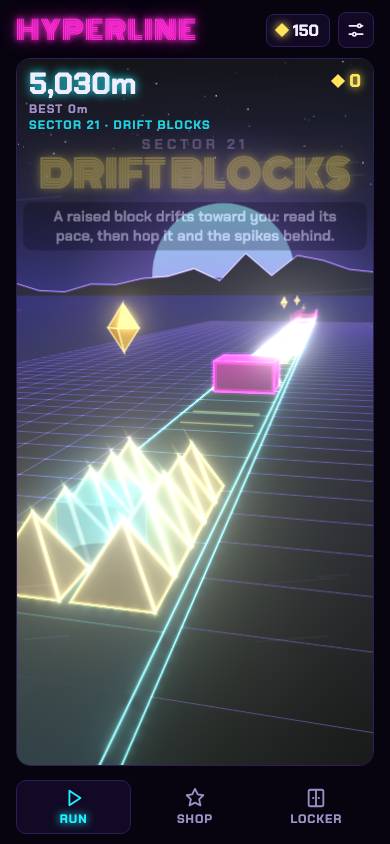 HYPERLINE
150
5,030m
0
BEST 0m
SECTOR 21 · DRIFT BLOCKS
SECTOR 21
DRIFT BLOCKS
A raised block drifts toward you: read its
pace, then hop it and the spikes behind.
RUN
SHOP
LOCKER